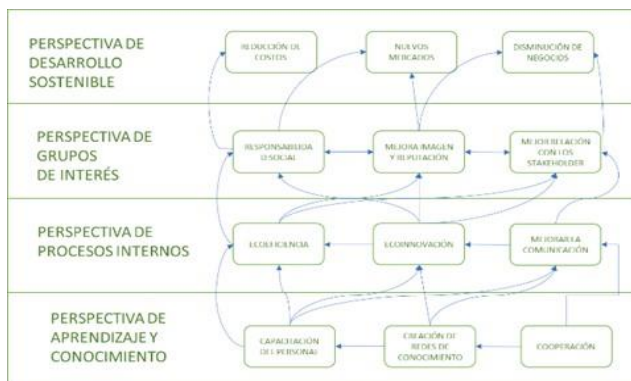 PERSPECTIVA DE
DESARROLLO
SOSTENIBLE
REDUCCIÓN DE
COSTOS
NUEVOS
MERCADOS
DISMINUCIÓN DE
NEGOCIOS
PERSPECTIVA DE
GRUPOS
DE INTERÉS
RESPONSABILIDA
D SOCIAL
MEJORA IMAGEN
Y REPUTACIÓN
MEJOR RELACIÓN
CON LOS
STAKEHOLDER
PERSPECTIVA DE
PROCESOS INTERNOS
ECOEFICIENCIA
ECOINNOVACIÓN
MEJORAR LA
COMUNICACIÓN
PERSPECTIVA DE
APRENDIZAJE Y
CONOCIMIENTO
CAPACITACIÓN
DEL PERSONAL
CREACIÓN DE
REDES DE
CONOCIMIENTO
COOPERACIÓN